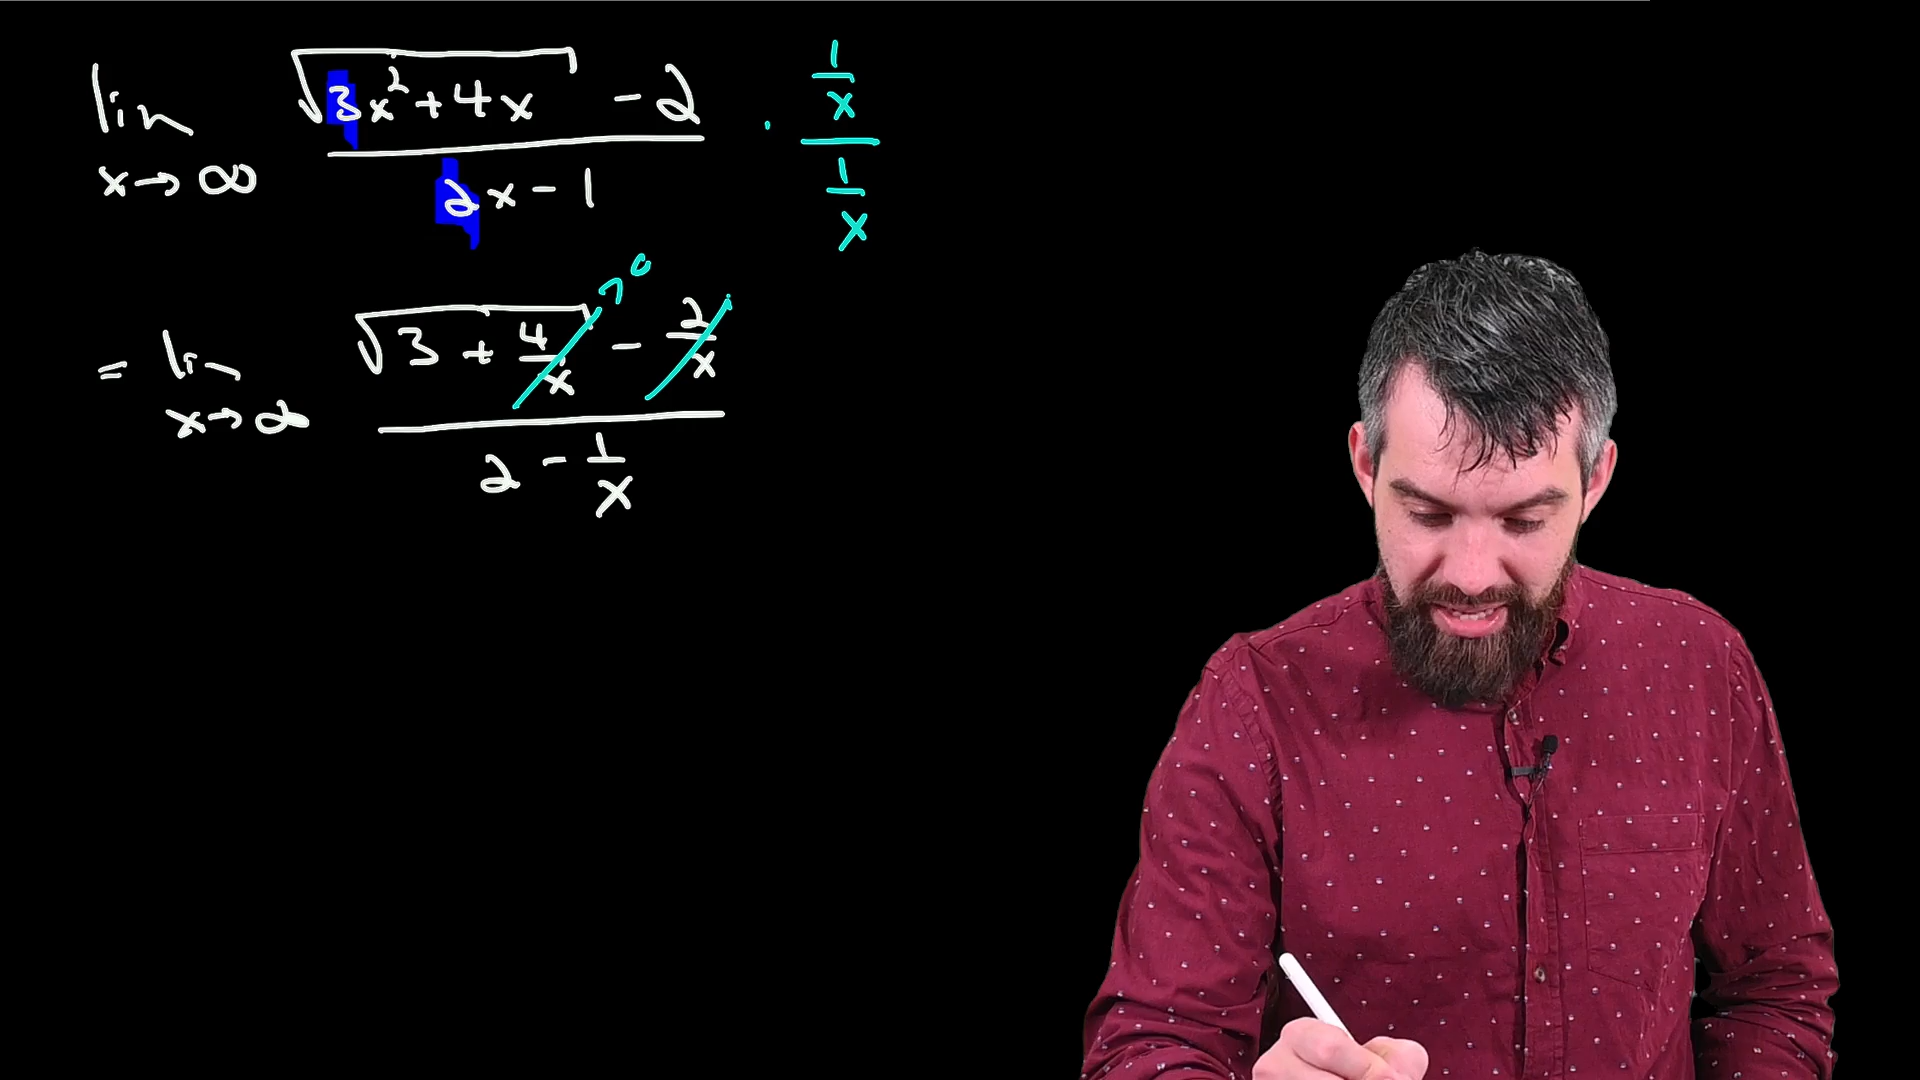 lim x→∞ (√(3x²+4x) - 2)/(2x - 1) · (1/x)/(1/x)
= lim x→∞ (√(3 + 4/x) - 2/x)/(2 - 1/x)
0